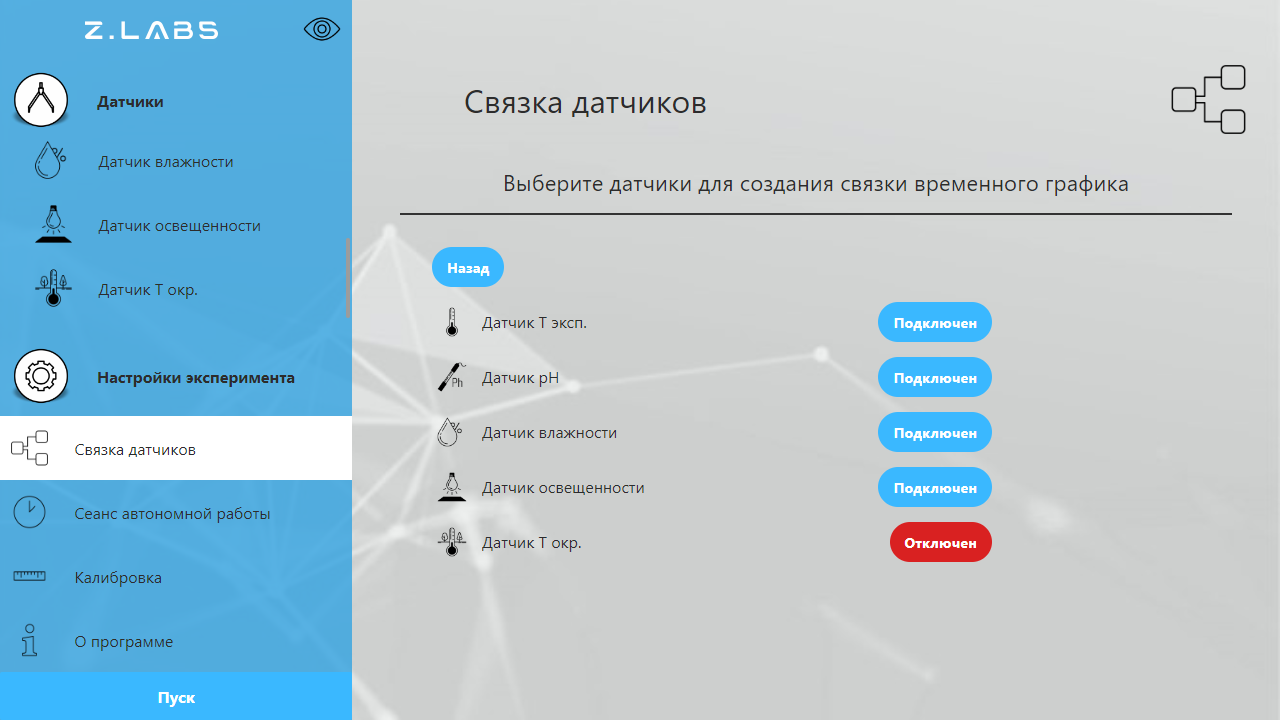 Z.LABS
Датчики
Датчик влажности
Датчик освещенности
Датчик Т окр.
Настройки эксперимента
Связка датчиков
Сеанс автономной работы
Калибровка
О программе
Пуск
Связка датчиков
Выберите датчики для создания связки временного графика
Назад
Датчик Т эксп. Подключен
Ph Датчик pH Подключен
Датчик влажности Подключен
Датчик освещенности Подключен
Датчик Т окр. Отключен